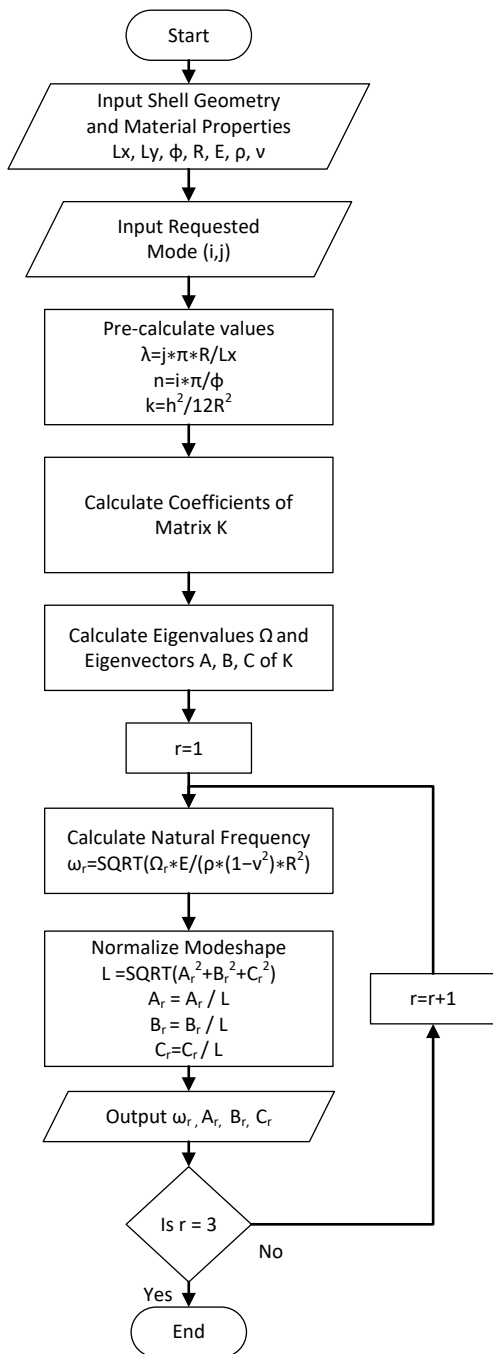 Start
Input Shell Geometry
and Material Properties
Lx, Ly, ϕ, R, E, ρ, ν
Input Requested
Mode (i,j)
Pre-calculate values
λ=j*π*R/Lx
n=i*π/ϕ
k=h²/12R²
Calculate Coefficients of
Matrix K
Calculate Eigenvalues Ω and
Eigenvectors A, B, C of K
r=1
Calculate Natural Frequency
ωᵣ=SQRT(Ωᵣ*E/(ρ*(1−ν²)*R²)
Normalize Modeshape
L =SQRT(Aᵣ²+Bᵣ²+Cᵣ²)
Aᵣ = Aᵣ / L
Bᵣ = Bᵣ / L
Cᵣ=Cᵣ / L
r=r+1
Output ωᵣ, Aᵣ, Bᵣ, Cᵣ
Is r = 3
No
Yes
End